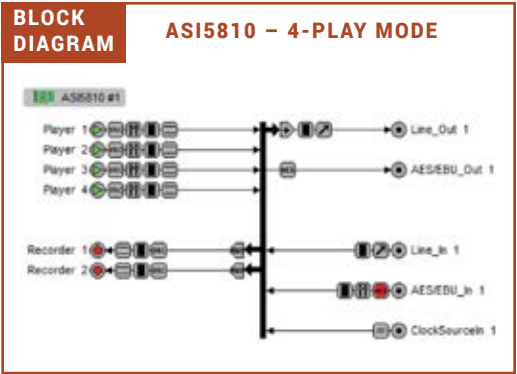 BLOCK
DIAGRAM
ASI5810 – 4-PLAY MODE
ASI5810 #1
Player 1
Player 2
Player 3
Player 4
Recorder 1
Recorder 2
Line_Out 1
AES/EBU_Out 1
Line_In 1
AES/EBU_In 1
ClockSourceIn 1